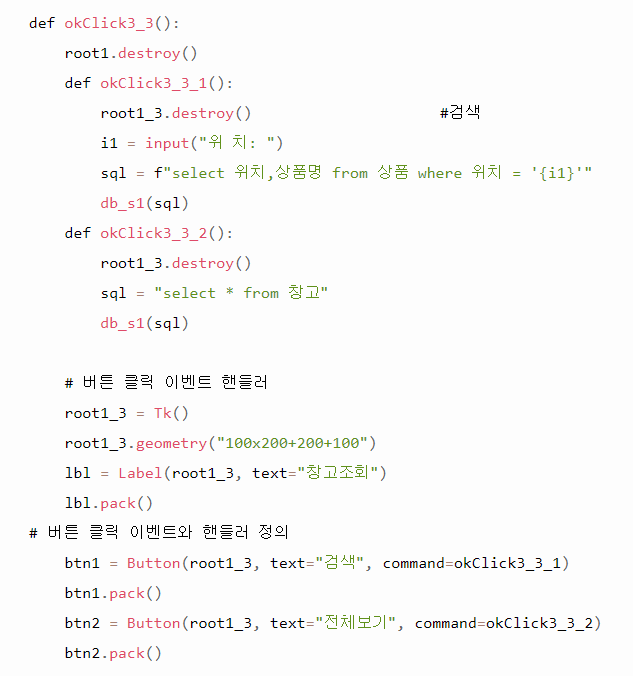 def okClick3_3():
    root1.destroy()
    def okClick3_3_1():
        root1_3.destroy()                     #검색
        i1 = input("위 치: ")
        sql = f"select 위치,상품명 from 상품 where 위치 = '{i1}'"
        db_s1(sql)
    def okClick3_3_2():
        root1_3.destroy()
        sql = "select * from 창고"
        db_s1(sql)

    # 버튼 클릭 이벤트 핸들러
    root1_3 = Tk()
    root1_3.geometry("100x200+200+100")
    lbl = Label(root1_3, text="창고조회")
    lbl.pack()
# 버튼 클릭 이벤트와 핸들러 정의
    btn1 = Button(root1_3, text="검색", command=okClick3_3_1)
    btn1.pack()
    btn2 = Button(root1_3, text="전체보기", command=okClick3_3_2)
    btn2.pack()